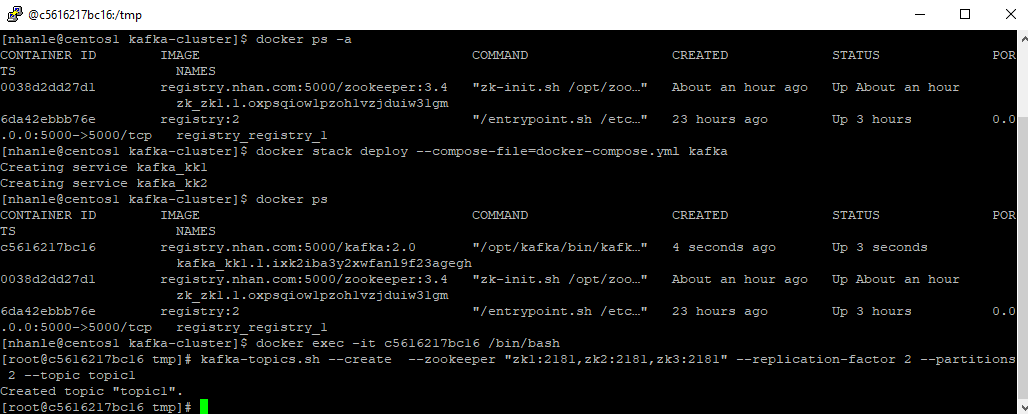 @c5616217bc16:/tmp
[nhanle@centos1 kafka-cluster]$ docker ps -a
CONTAINER ID IMAGE COMMAND CREATED STATUS POR
TS NAMES
0038d2dd27d1 registry.nhan.com:5000/zookeeper:3.4 "zk-init.sh /opt/zoo…" About an hour ago Up About an hour
zk_zk1.1.oxpsqiow1pzoh1vzjduiw3lgm
6da42ebbb76e registry:2 "/entrypoint.sh /etc…" 23 hours ago Up 3 hours 0.0
.0.0:5000->5000/tcp registry_registry_1
[nhanle@centos1 kafka-cluster]$ docker stack deploy --compose-file=docker-compose.yml kafka
Creating service kafka_kk1
Creating service kafka_kk2
[nhanle@centos1 kafka-cluster]$ docker ps
CONTAINER ID IMAGE COMMAND CREATED STATUS POR
TS NAMES
c5616217bc16 registry.nhan.com:5000/kafka:2.0 "/opt/kafka/bin/kafk…" 4 seconds ago Up 3 seconds
kafka_kk1.1.ixk2iba3y2xwfanl9f23agegh
0038d2dd27d1 registry.nhan.com:5000/zookeeper:3.4 "zk-init.sh /opt/zoo…" About an hour ago Up About an hour
zk_zk1.1.oxpsqiow1pzoh1vzjduiw3lgm
6da42ebbb76e registry:2 "/entrypoint.sh /etc…" 23 hours ago Up 3 hours 0.0
.0.0:5000->5000/tcp registry_registry_1
[nhanle@centos1 kafka-cluster]$ docker exec -it c5616217bc16 /bin/bash
[root@c5616217bc16 tmp]# kafka-topics.sh --create --zookeeper "zk1:2181,zk2:2181,zk3:2181" --replication-factor 2 --partitions
2 --topic topic1
Created topic "topic1".
[root@c5616217bc16 tmp]#